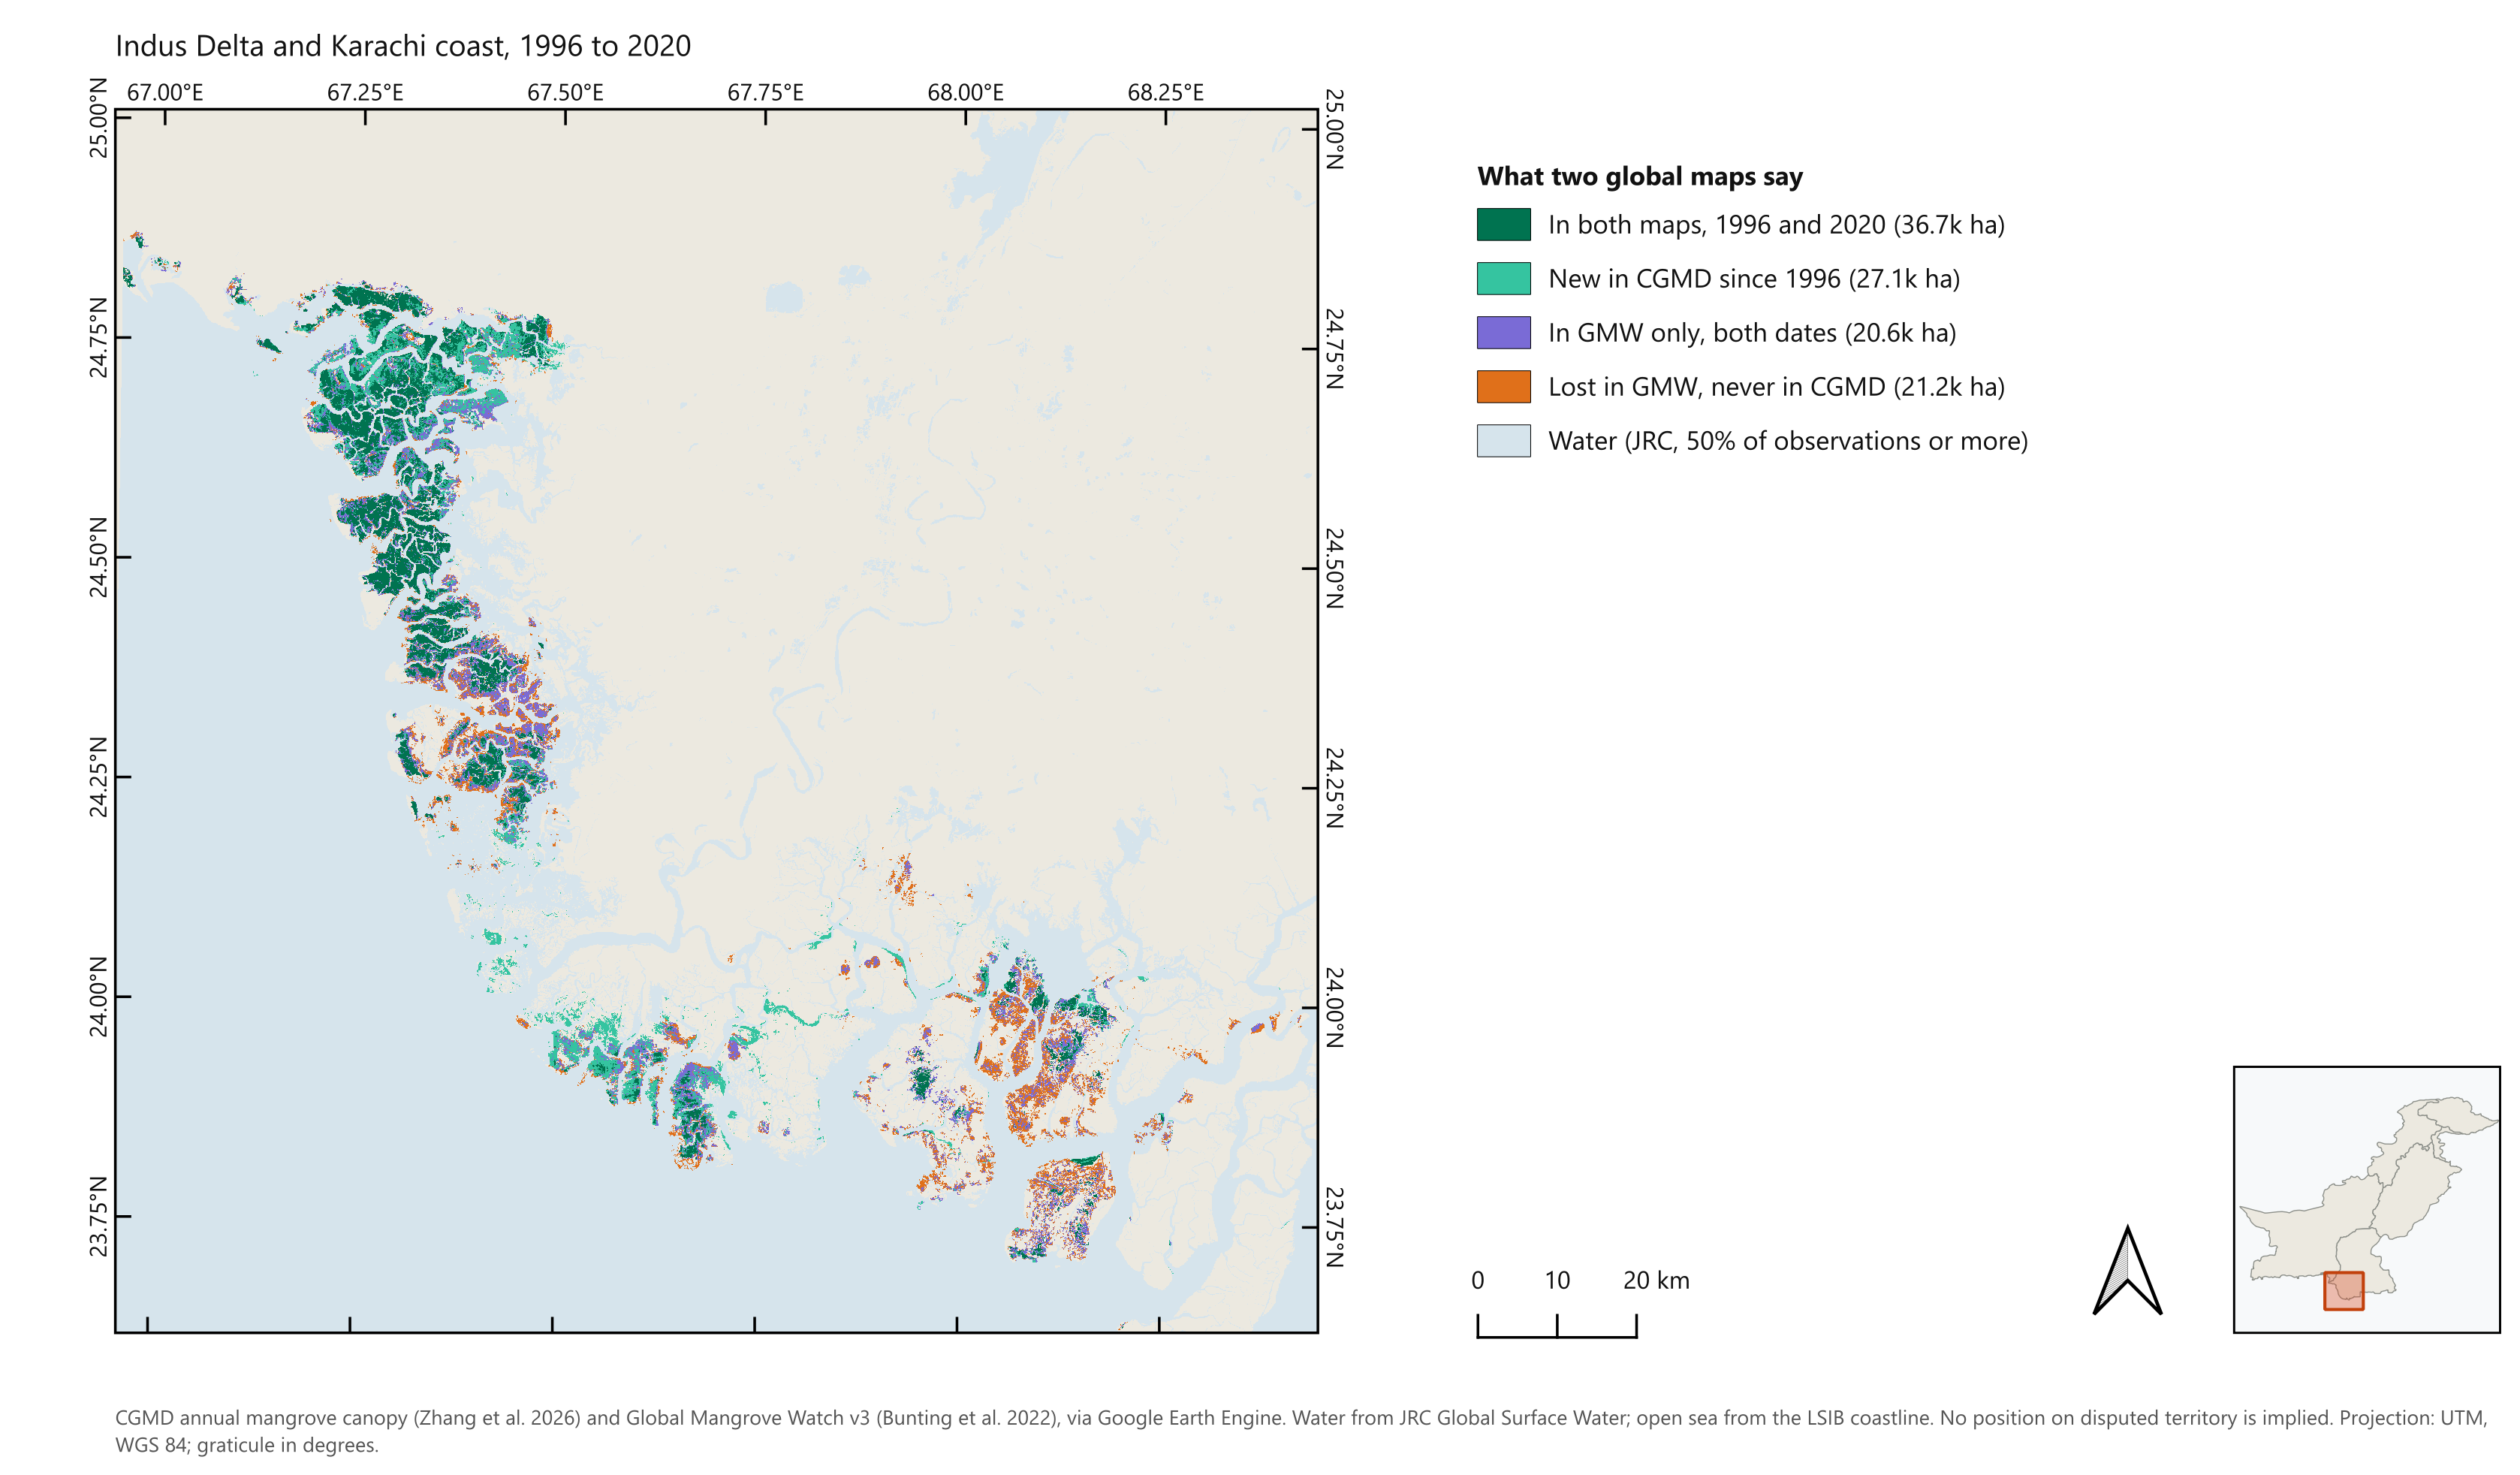 Indus Delta and Karachi coast, 1996 to 2020
67.00°E 67.25°E 67.50°E 67.75°E 68.00°E 68.25°E
25.00°N
24.75°N
24.50°N
24.25°N
24.00°N
23.75°N
25.00°N
24.75°N
24.50°N
24.25°N
24.00°N
23.75°N
What two global maps say
In both maps, 1996 and 2020 (36.7k ha)
New in CGMD since 1996 (27.1k ha)
In GMW only, both dates (20.6k ha)
Lost in GMW, never in CGMD (21.2k ha)
Water (JRC, 50% of observations or more)
0 10 20 km
CGMD annual mangrove canopy (Zhang et al. 2026) and Global Mangrove Watch v3 (Bunting et al. 2022), via Google Earth Engine. Water from JRC Global Surface Water; open sea from the LSIB coastline. No position on disputed territory is implied. Projection: UTM,
WGS 84; graticule in degrees.